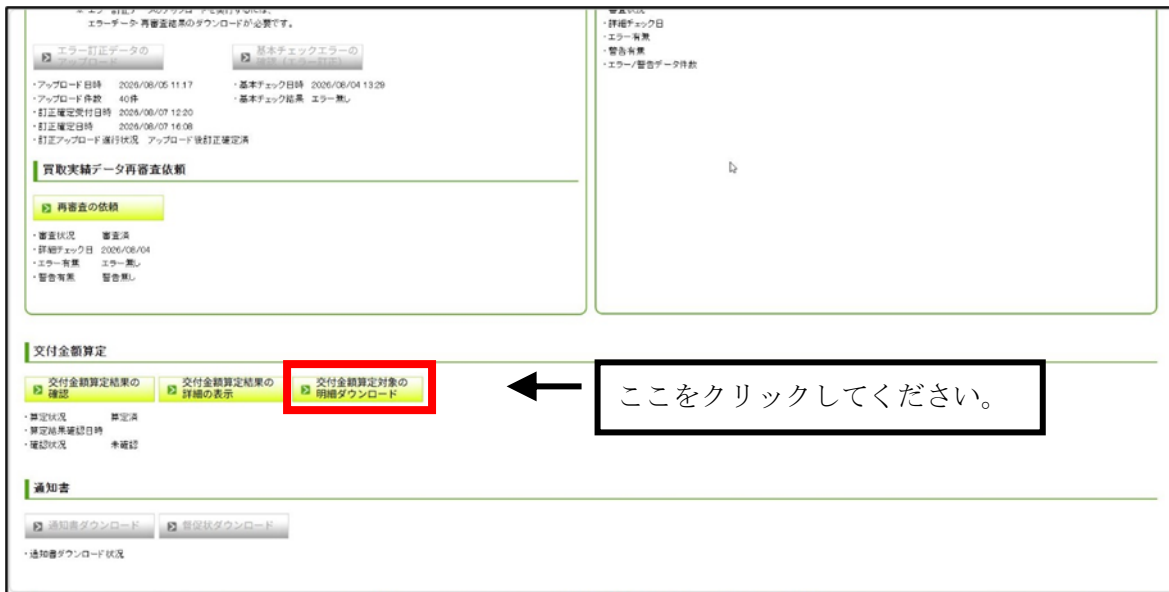 エラーデータ・再審査結果のダウンロードが必要です。
エラー訂正データの
アップロード
基本チェックエラーの
確認（エラー訂正）
・アップロード日時 2026/08/05 11:17
・アップロード件数 40件
・訂正確定受付日時 2026/08/07 12:20
・訂正確定日時 2026/08/07 16:08
・訂正アップロード進行状況 アップロード後訂正確定済
・基本チェック日時 2026/08/04 13:29
・基本チェック結果 エラー無し
買取実績データ再審査依頼
再審査の依頼
・審査状況 審査済
・詳細チェック日 2026/08/04
・エラー有無 エラー無し
・警告有無 警告無し
・審査状況
・詳細チェック日
・エラー有無
・警告有無
・エラー/警告データ件数
交付金額算定
交付金額算定結果の
確認
交付金額算定結果の
詳細の表示
交付金額算定対象の
明細ダウンロード
ここをクリックしてください。
・算定状況 算定済
・算定結果確認日時
・確認状況 未確認
通知書
通知書ダウンロード
督促状ダウンロード
・通知書ダウンロード状況